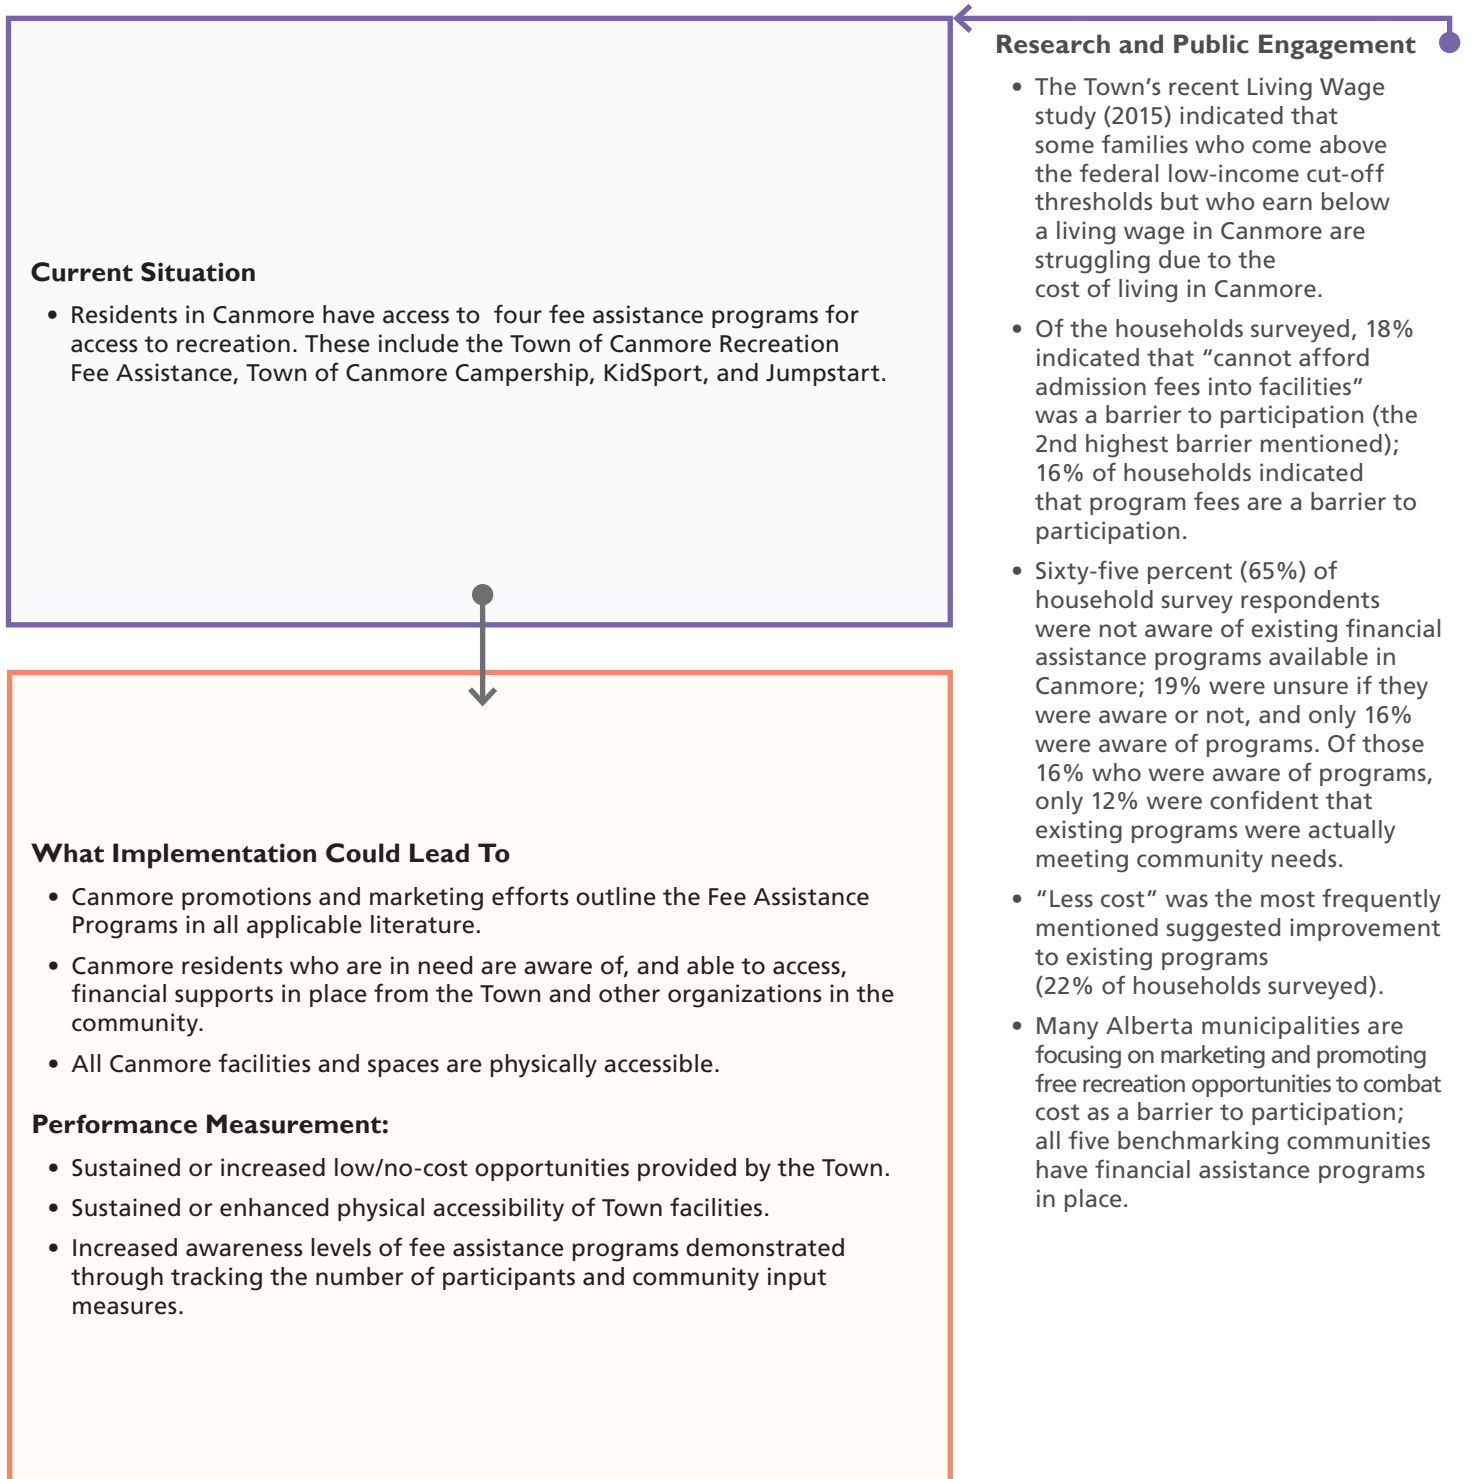 Current Situation
• Residents in Canmore have access to  four fee assistance programs for
access to recreation. These include the Town of Canmore Recreation
Fee Assistance, Town of Canmore Campership, KidSport, and Jumpstart.
What Implementation Could Lead To
• Canmore promotions and marketing efforts outline the Fee Assistance
Programs in all applicable literature.
• Canmore residents who are in need are aware of, and able to access,
financial supports in place from the Town and other organizations in the
community.
• All Canmore facilities and spaces are physically accessible.
Performance Measurement:
• Sustained or increased low/no-cost opportunities provided by the Town.
• Sustained or enhanced physical accessibility of Town facilities.
• Increased awareness levels of fee assistance programs demonstrated
through tracking the number of participants and community input
measures.
Research and Public Engagement
• The Town’s recent Living Wage
study (2015) indicated that
some families who come above
the federal low-income cut-off
thresholds but who earn below
a living wage in Canmore are
struggling due to the
cost of living in Canmore.
• Of the households surveyed, 18%
indicated that “cannot afford
admission fees into facilities”
was a barrier to participation (the
2nd highest barrier mentioned);
16% of households indicated
that program fees are a barrier to
participation.
• Sixty-five percent (65%) of
household survey respondents
were not aware of existing financial
assistance programs available in
Canmore; 19% were unsure if they
were aware or not, and only 16%
were aware of programs. Of those
16% who were aware of programs,
only 12% were confident that
existing programs were actually
meeting community needs.
• “Less cost” was the most frequently
mentioned suggested improvement
to existing programs
(22% of households surveyed).
• Many Alberta municipalities are
focusing on marketing and promoting
free recreation opportunities to combat
cost as a barrier to participation;
all five benchmarking communities
have financial assistance programs
in place.